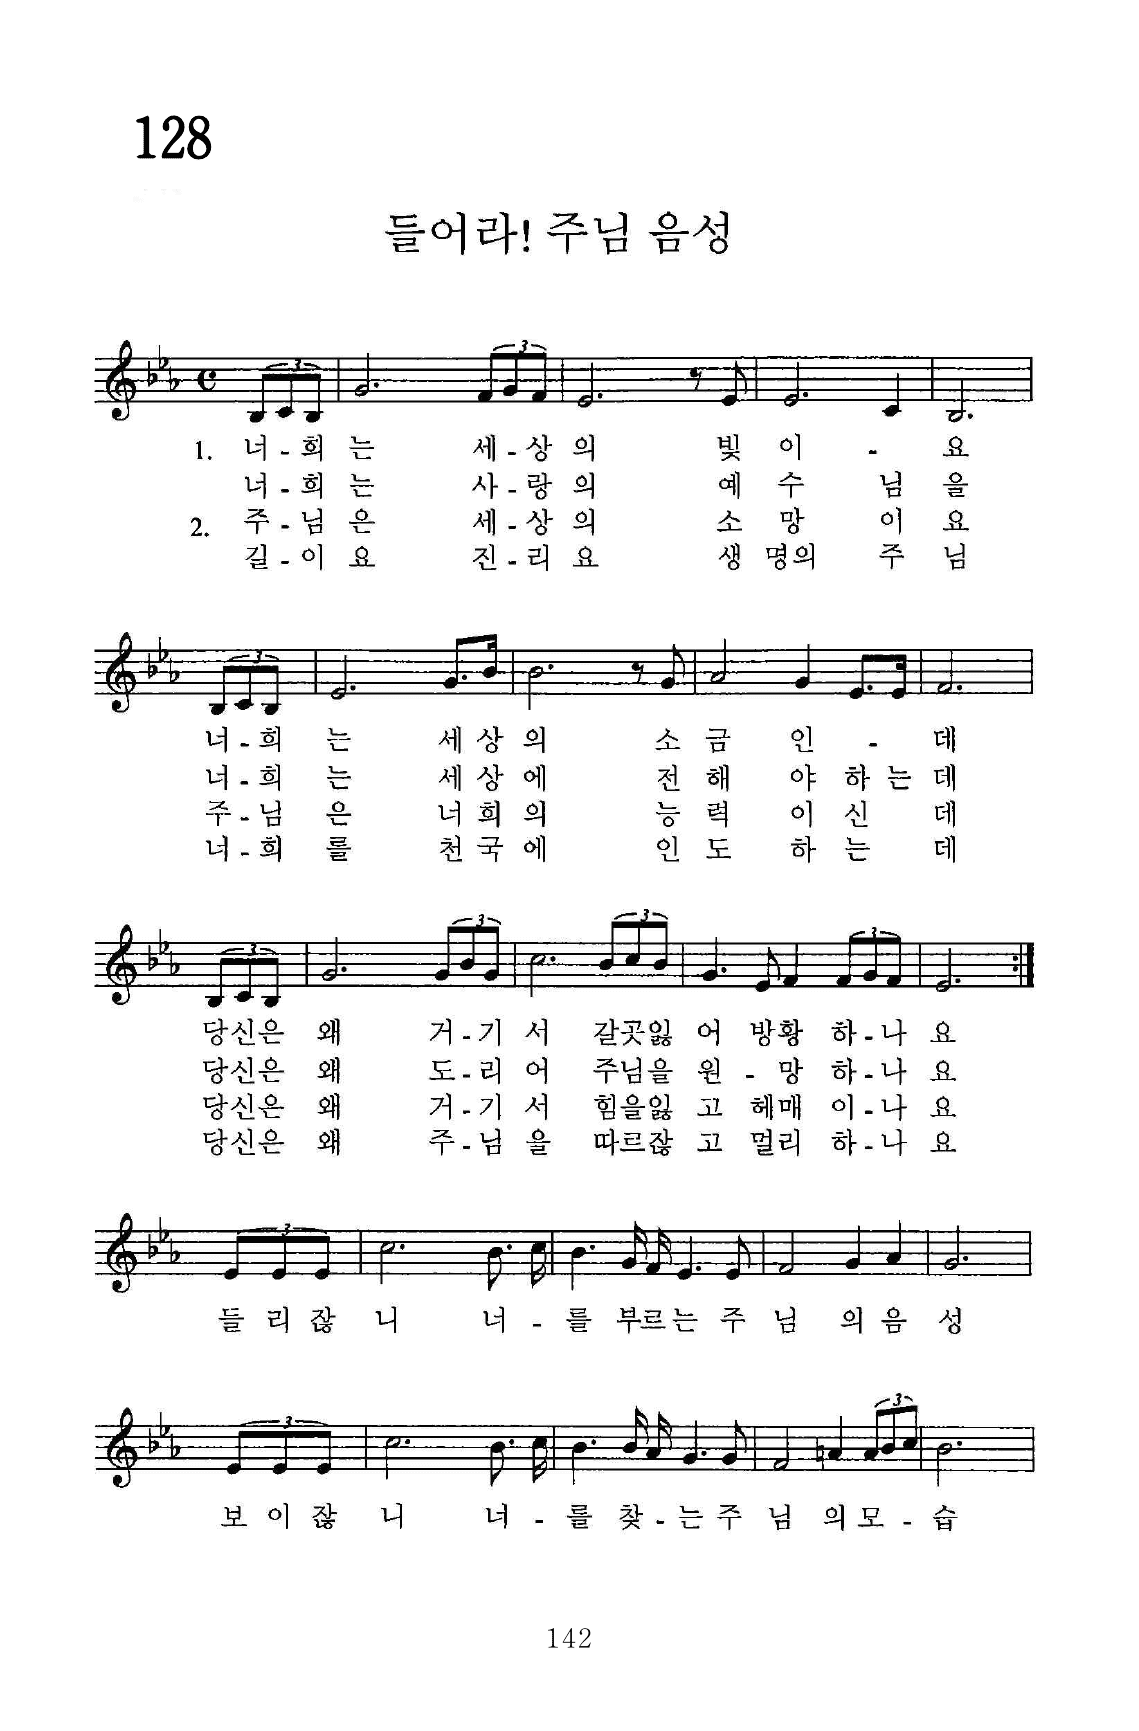 128
들어라! 주님 음성
1. 너-희 는 세-상 의 빛 이 - 요
너-희 는 사-랑 의 예 수 님 을
2. 주-님 은 세-상 의 소 망 이 요
길-이 요 진-리 요 생 명의 주 님
너-희 는 세 상 의 소 금 인 - 데
너-희 는 세 상 에 전 해 야 하 는 데
주-님 은 너 희 의 능 력 이 신 데
너-희 를 천 국 에 인 도 하 는 데
당신은 왜 거-기 서 갈곳잃 어 방황 하-나 요
당신은 왜 도-리 어 주님을 원 - 망 하-나 요
당신은 왜 거-기 서 힘을잃 고 헤매 이-나 요
당신은 왜 주-님 을 따르잖 고 멀리 하-나 요
들 리 잖 니 너 - 를 부르는 주 님 의 음 성
보 이 잖 니 너 - 를 찾-는 주 님 의 모 - 습
142